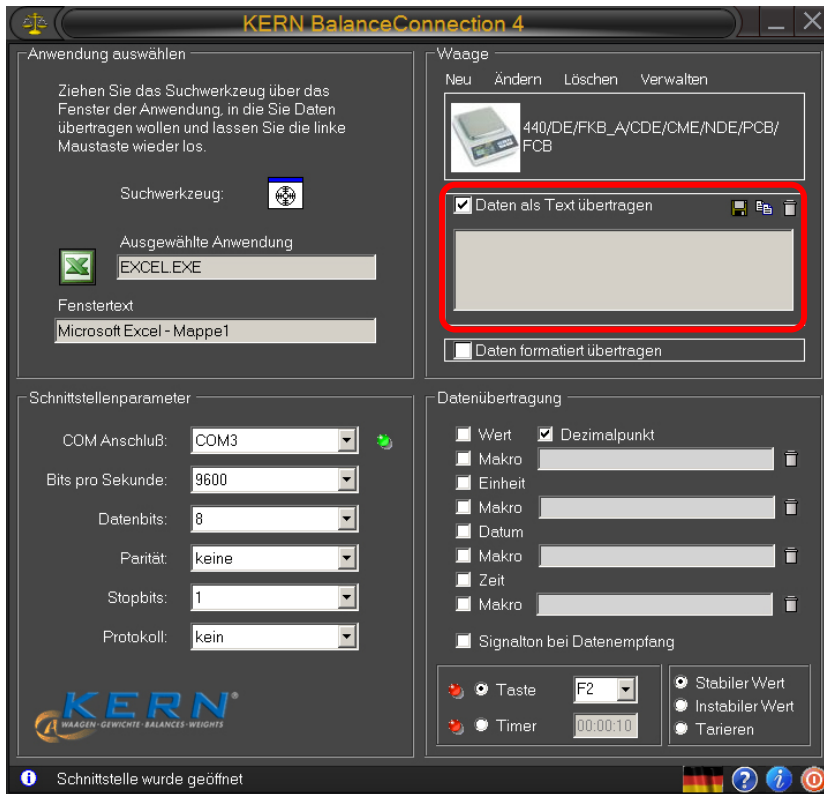 KERN BalanceConnection 4
Anwendung auswählen
Ziehen Sie das Suchwerkzeug über das
Fenster der Anwendung, in die Sie Daten
übertragen wollen und lassen Sie die linke
Maustaste wieder los.
Suchwerkzeug:
Ausgewählte Anwendung
EXCEL.EXE
Fenstertext
Microsoft Excel - Mappe1
Waage
Neu Ändern Löschen Verwalten
440/DE/FKB_A/CDE/CME/NDE/PCB/
FCB
Daten als Text übertragen
Daten formatiert übertragen
Schnittstellenparameter
COM Anschluß: COM3
Bits pro Sekunde: 9600
Datenbits: 8
Parität: keine
Stopbits: 1
Protokoll: kein
KERN
WAAGEN·GEWICHTE·BALANCES·WEIGHTS
Datenübertragung
Wert Dezimalpunkt
Makro
Einheit
Makro
Datum
Makro
Zeit
Makro
Signalton bei Datenempfang
Taste F2
Timer 00:00:10
Stabiler Wert
Instabiler Wert
Tarieren
Schnittstelle wurde geöffnet